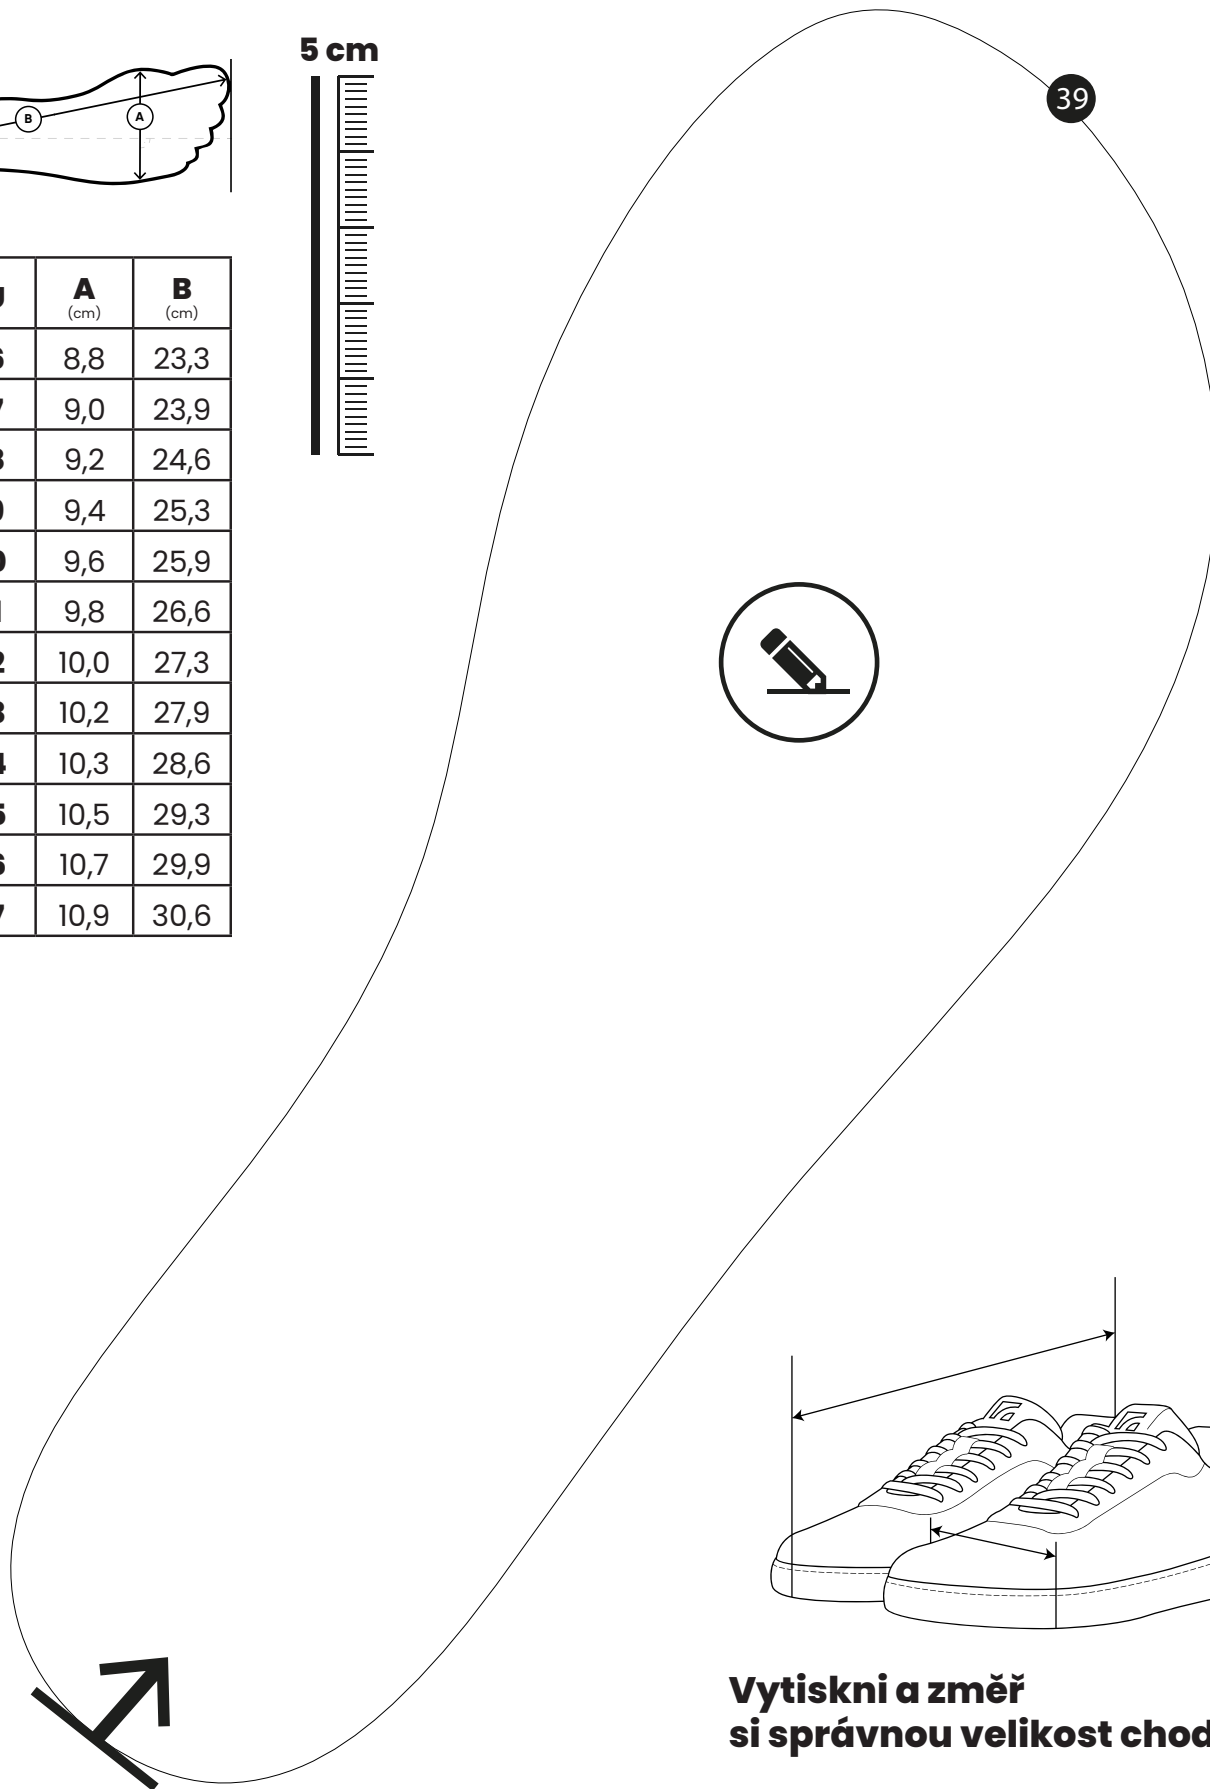 5 cm
39
B
A
A B
(cm) (cm)
8,8 23,3
9,0 23,9
9,2 24,6
9,4 25,3
9,6 25,9
9,8 26,6
10,0 27,3
10,2 27,9
10,3 28,6
10,5 29,3
10,7 29,9
10,9 30,6
Vytiskni a změř
si správnou velikost chod